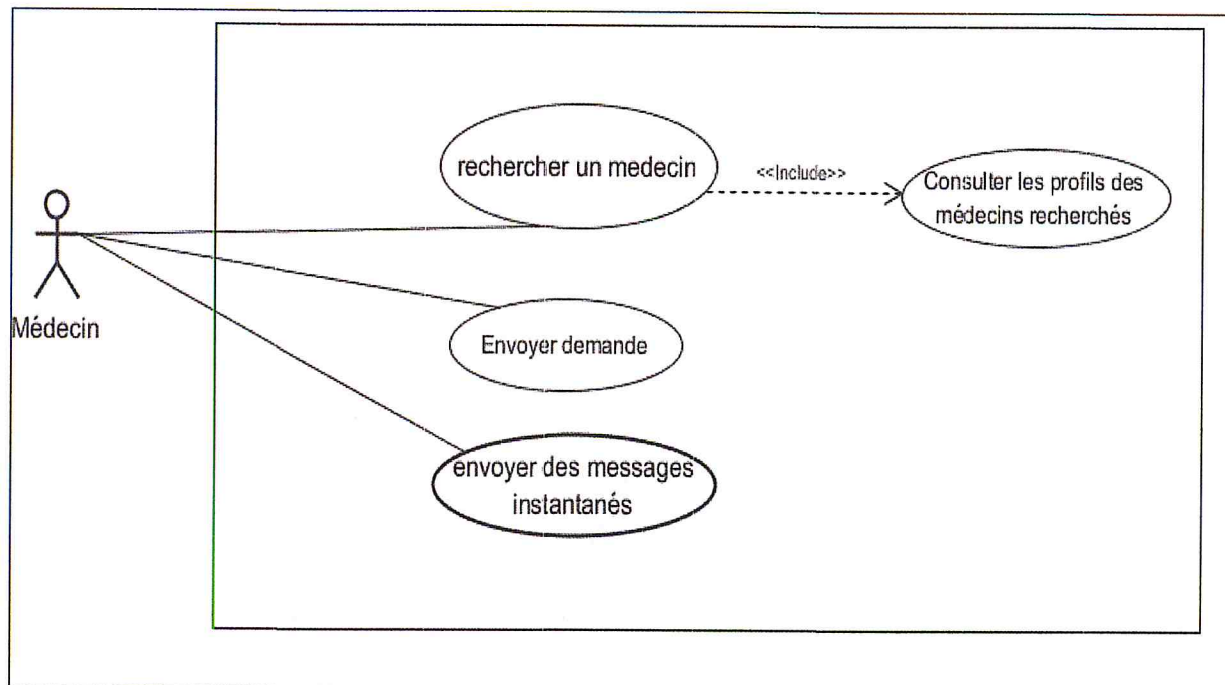 rechercher un medecin
<<Include>>
Consulter les profils des
médecins recherchés
Médecin
Envoyer demande
envoyer des messages
instantanés